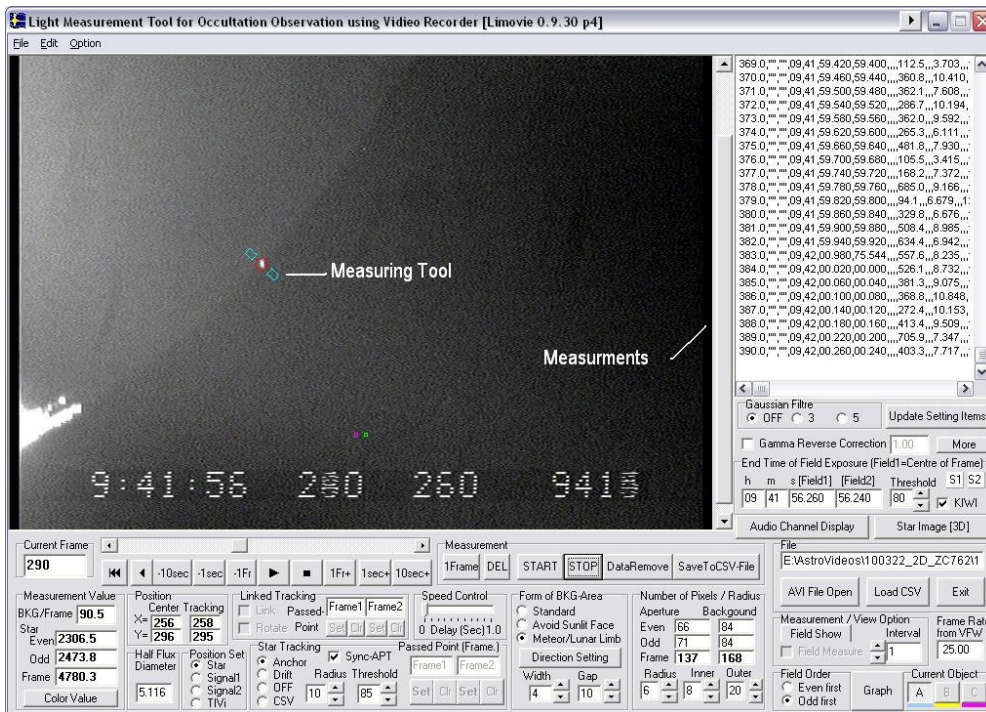 Light Measurement Tool for Occultation Observation using Vidieo Recorder [Limovie 0.9.30 p4]
File Edit Option
369.0,"","",09,41,59.420,59.400,,,,112.5,,,3.703,,,
370.0,"","",09,41,59.460,59.440,,,,360.8,,,10.410,
371.0,"","",09,41,59.500,59.480,,,,362.1,,,7.608,,,
372.0,"","",09,41,59.540,59.520,,,,286.7,,,10.194,
373.0,"","",09,41,59.580,59.560,,,,362.0,,,9.592,,,
374.0,"","",09,41,59.620,59.600,,,,265.3,,,6.111,,,
375.0,"","",09,41,59.660,59.640,,,,481.8,,,7.930,,,
376.0,"","",09,41,59.700,59.680,,,,105.5,,,3.415,,,
377.0,"","",09,41,59.740,59.720,,,,168.2,,,7.372,,,
378.0,"","",09,41,59.780,59.760,,,,685.0,,,9.166,,,
379.0,"","",09,41,59.820,59.800,,,,94.1,,,6.679,,,1
380.0,"","",09,41,59.860,59.840,,,,329.8,,,6.676,,,
381.0,"","",09,41,59.900,59.880,,,,508.4,,,8.985,,,
382.0,"","",09,41,59.940,59.920,,,,634.4,,,6.942,,,
383.0,"","",09,42,00.980,75.544,,,,557.6,,,8.235,,,
384.0,"","",09,42,00.020,00.000,,,,526.1,,,8.732,,,
385.0,"","",09,42,00.060,00.040,,,,381.3,,,9.075,,,
386.0,"","",09,42,00.100,00.080,,,,368.8,,,10.848,
387.0,"","",09,42,00.140,00.120,,,,272.4,,,10.153,
388.0,"","",09,42,00.180,00.160,,,,413.4,,,9.509,,,
389.0,"","",09,42,00.220,00.200,,,,705.9,,,7.347,,,
390.0,"","",09,42,00.260,00.240,,,,403.3,,,7.717,,,
Measuring Tool
Measurments
9:41:56 260
Gaussian Filtre
OFF 3 5 Update Setting Items
Gamma Reverse Correction 1.00 More
End Time of Field Exposure (Field1=Centre of Frame)
h m s [Field1] [Field2] Threshold S1 S2
09 41 56.260 56.240 80 KIWI
Audio Channel Display Star Image [3D]
Current Frame
290
-10sec -1sec -1Fr 1Fr+ 1sec+ 10sec+
Measurement
1Frame DEL START STOP DataRemove SaveToCSV-File
File
E:\AstroVideos\100322_2D_ZC762\1
AVI File Open Load CSV Exit
Measurement Value
BKG/Frame 90.5
Star
Even 2306.5
Odd 2473.8
Frame 4780.3
Color Value
Position
Center Tracking
X= 256 258
Y= 296 295
Half Flux Diameter
5.116
Position Set
Star
Signal1
Signal2
TIVi
Linked Tracking
Link Passed- Frame1 Frame2
Rotate Point Set Clr Set Clr
Speed Control
0 Delay (Sec) 1.0
Star Tracking
Anchor
Drift
OFF
CSV
Sync-APT
Radius Threshold
10 85
Passed Point (Frame.)
Frame1 Frame2
Set Clr Set Clr
Form of BKG-Area
Standard
Avoid Sunlit Face
Meteor/Lunar Limb
Direction Setting
Width Gap
4 10
Number of Pixels / Radius
Aperture Backgound
Even 66 84
Odd 71 84
Frame 137 168
Radius Inner Outer
6 8 20
Measurement / View Option
Field Show Interval
Field Measure 1
Frame Rate from VFW
25.00
Field Order
Even first
Odd first
Graph
Current Object
A B C